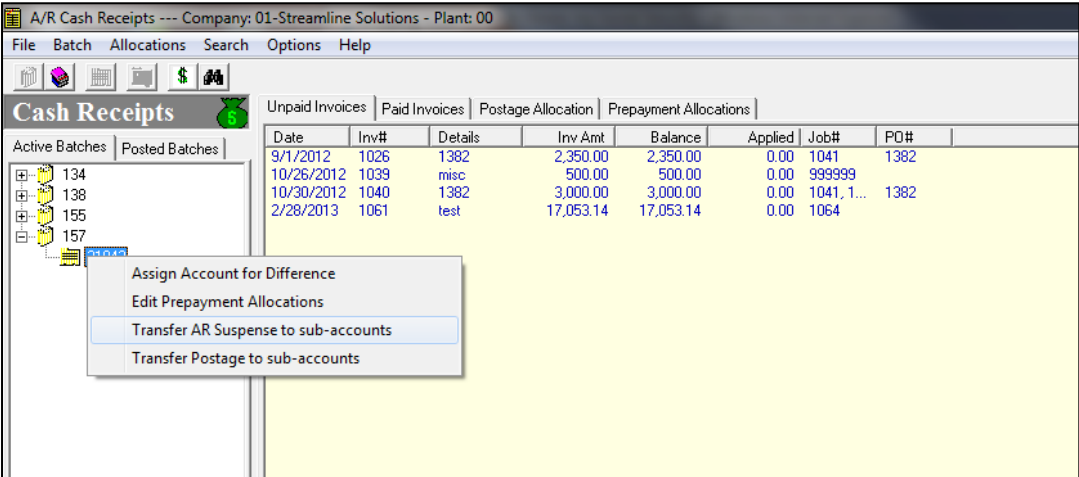 A/R Cash Receipts --- Company: 01-Streamline Solutions - Plant: 00
File Batch Allocations Search Options Help
$
Cash Receipts $
Active Batches Posted Batches
134
138
155
157
Assign Account for Difference
Edit Prepayment Allocations
Transfer AR Suspense to sub-accounts
Transfer Postage to sub-accounts
Unpaid Invoices Paid Invoices Postage Allocation Prepayment Allocations
Date Inv# Details Inv Amt Balance Applied Job# PO#
9/1/2012 1026 1382 2,350.00 2,350.00 0.00 1041 1382
10/26/2012 1039 misc 500.00 500.00 0.00 999999
10/30/2012 1040 1382 3,000.00 3,000.00 0.00 1041, 1... 1382
2/28/2013 1061 test 17,053.14 17,053.14 0.00 1064